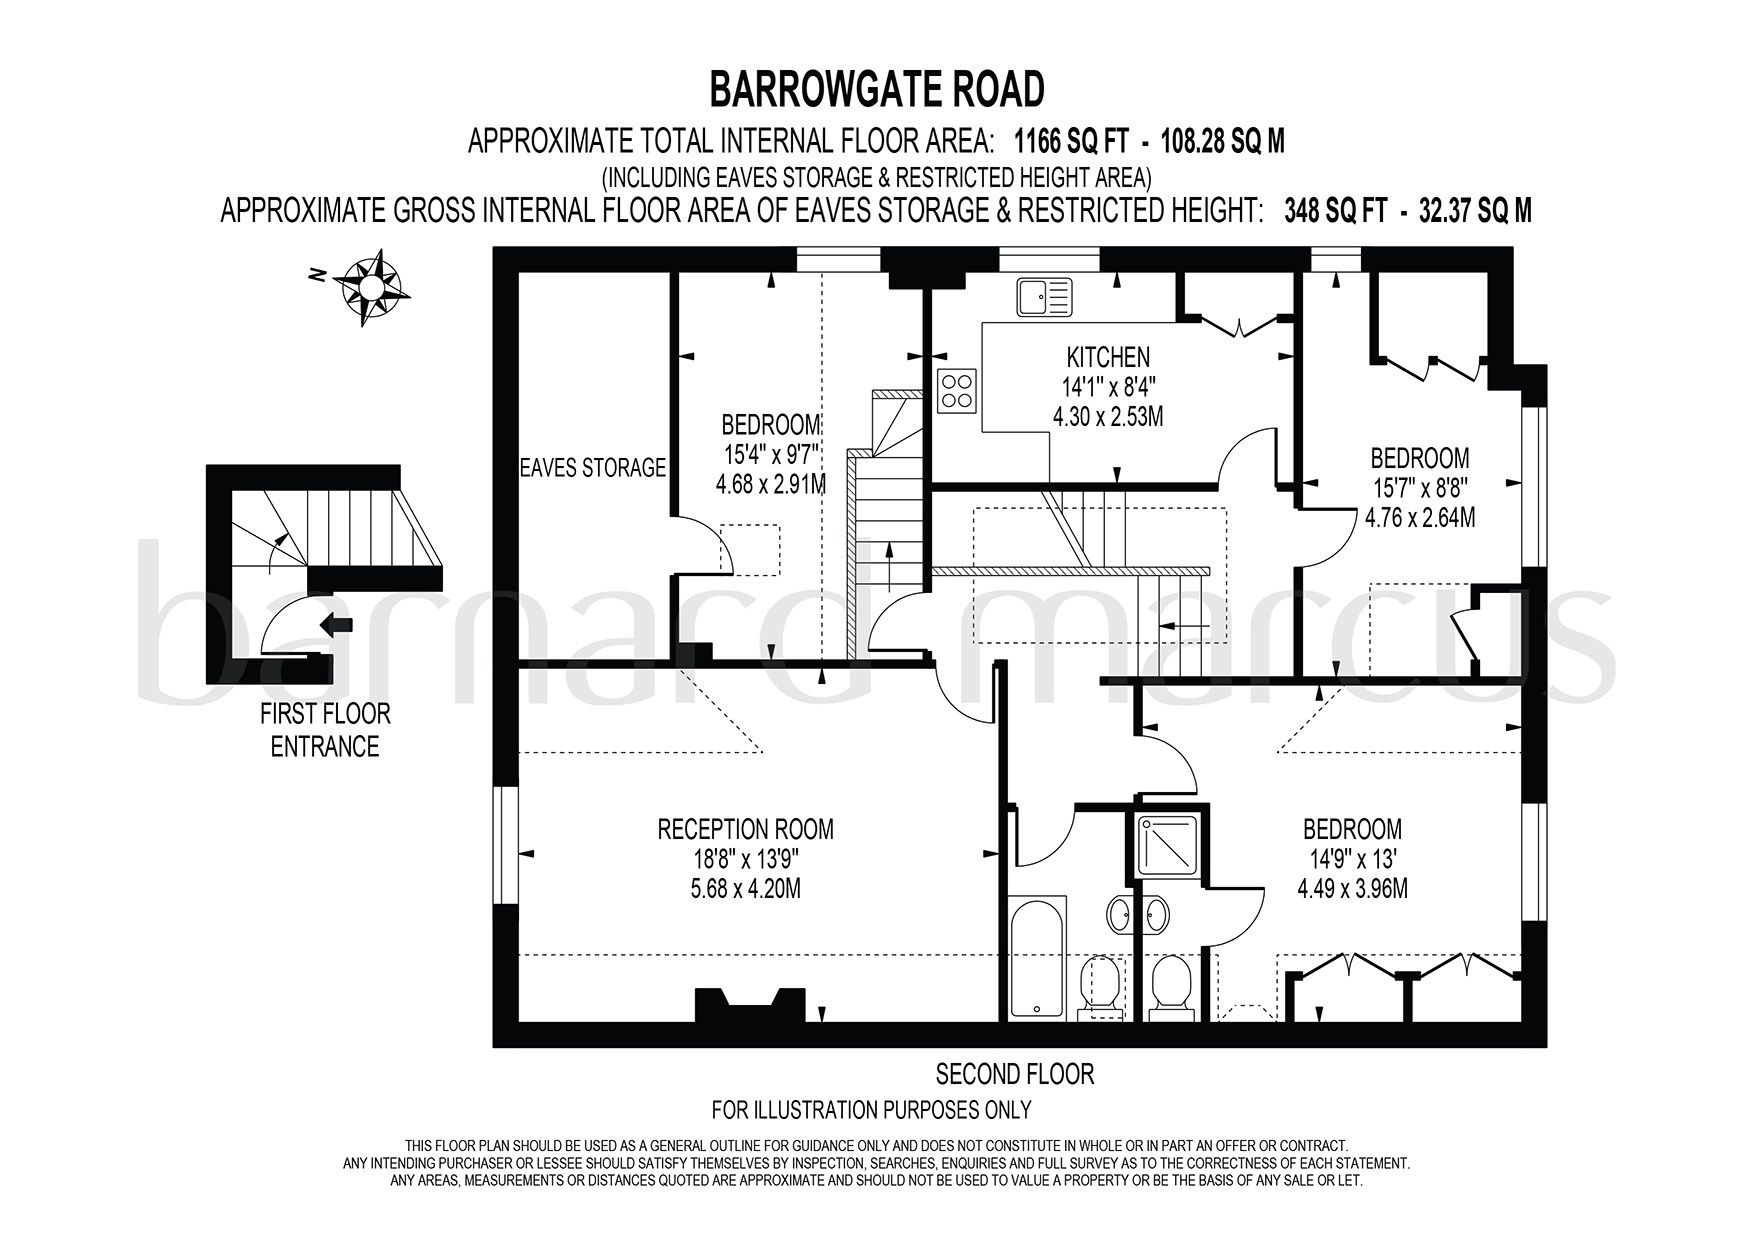 BARROWGATE ROAD
APPROXIMATE TOTAL INTERNAL FLOOR AREA: 1166 SQ FT - 108.28 SQ M
(INCLUDING EAVES STORAGE & RESTRICTED HEIGHT AREA)
APPROXIMATE GROSS INTERNAL FLOOR AREA OF EAVES STORAGE & RESTRICTED HEIGHT: 348 SQ FT - 32.37 SQ M
N
KITCHEN
14'1" x 8'4"
4.30 x 2.53M
BEDROOM
15'4" x 9'7"
4.68 x 2.91M
EAVES STORAGE
BEDROOM
15'7" x 8'8"
4.76 x 2.64M
barnard marcus
FIRST FLOOR
ENTRANCE
RECEPTION ROOM
18'8" x 13'9"
5.68 x 4.20M
BEDROOM
14'9" x 13'
4.49 x 3.96M
SECOND FLOOR
FOR ILLUSTRATION PURPOSES ONLY
THIS FLOOR PLAN SHOULD BE USED AS A GENERAL OUTLINE FOR GUIDANCE ONLY AND DOES NOT CONSTITUTE IN WHOLE OR IN PART AN OFFER OR CONTRACT.
ANY INTENDING PURCHASER OR LESSEE SHOULD SATISFY THEMSELVES BY INSPECTION, SEARCHES, ENQUIRIES AND FULL SURVEY AS TO THE CORRECTNESS OF EACH STATEMENT.
ANY AREAS, MEASUREMENTS OR DISTANCES QUOTED ARE APPROXIMATE AND SHOULD NOT BE USED TO VALUE A PROPERTY OR BE THE BASIS OF ANY SALE OR LET.